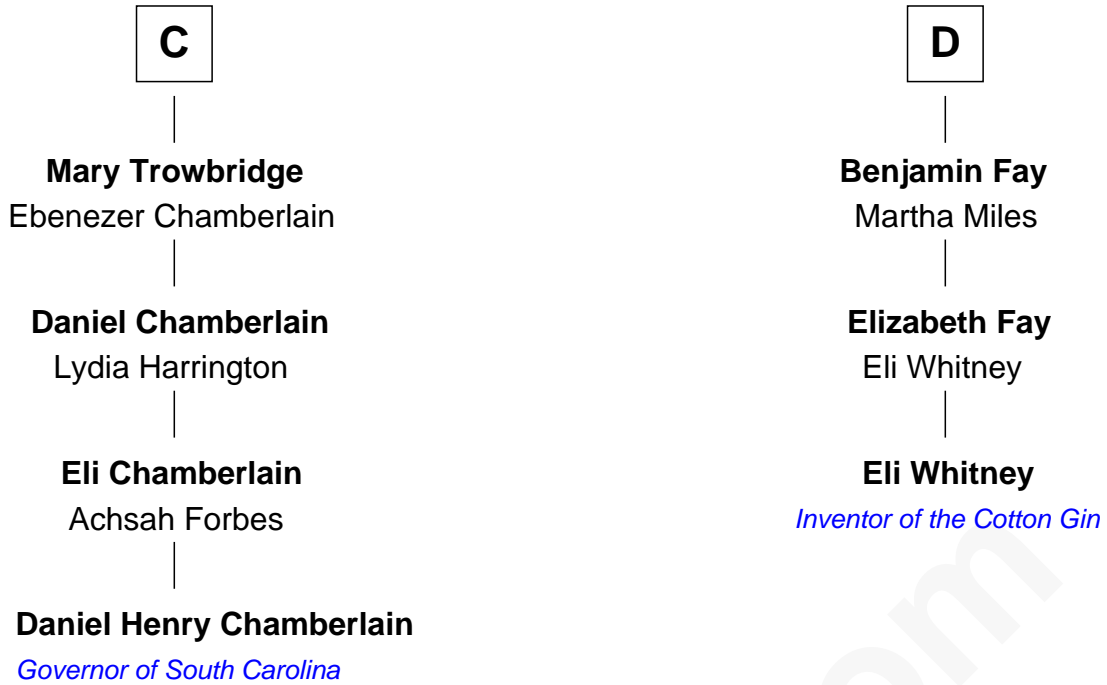 C
Mary Trowbridge
Ebenezer Chamberlain
Daniel Chamberlain
Lydia Harrington
Eli Chamberlain
Achsah Forbes
Daniel Henry Chamberlain
Governor of South Carolina
D
Benjamin Fay
Martha Miles
Elizabeth Fay
Eli Whitney
Eli Whitney
Inventor of the Cotton Gin
om